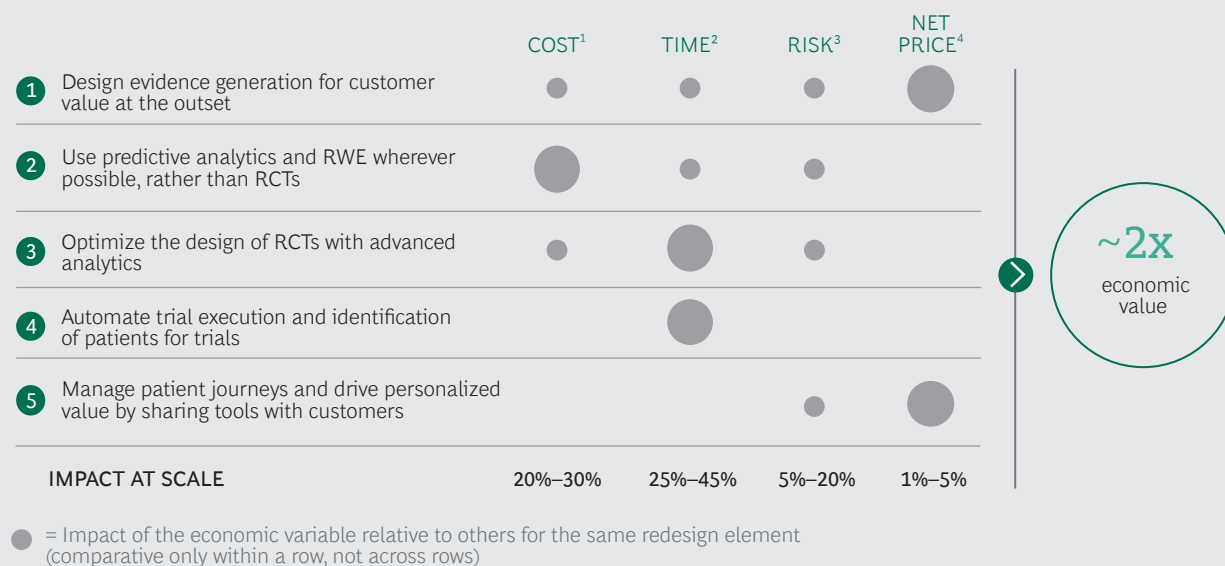 COST¹ TIME² RISK³ NET
PRICE⁴
1 Design evidence generation for customer
value at the outset
2 Use predictive analytics and RWE wherever
possible, rather than RCTs
3 Optimize the design of RCTs with advanced
analytics
4 Automate trial execution and identification
of patients for trials
5 Manage patient journeys and drive personalized
value by sharing tools with customers
IMPACT AT SCALE 20%–30% 25%–45% 5%–20% 1%–5%
~2x
economic
value
= Impact of the economic variable relative to others for the same redesign element
(comparative only within a row, not across rows)